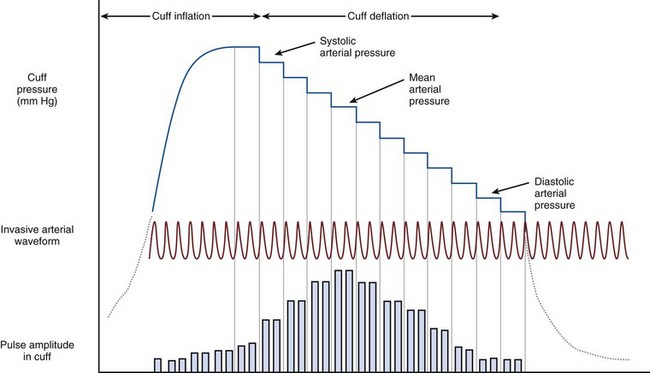 Cuff inflation
Cuff deflation
Systolic
arterial pressure
Cuff
pressure
(mm Hg)
Mean
arterial
pressure
Diastolic
arterial
pressure
Invasive arterial
waveform
Pulse amplitude
in cuff